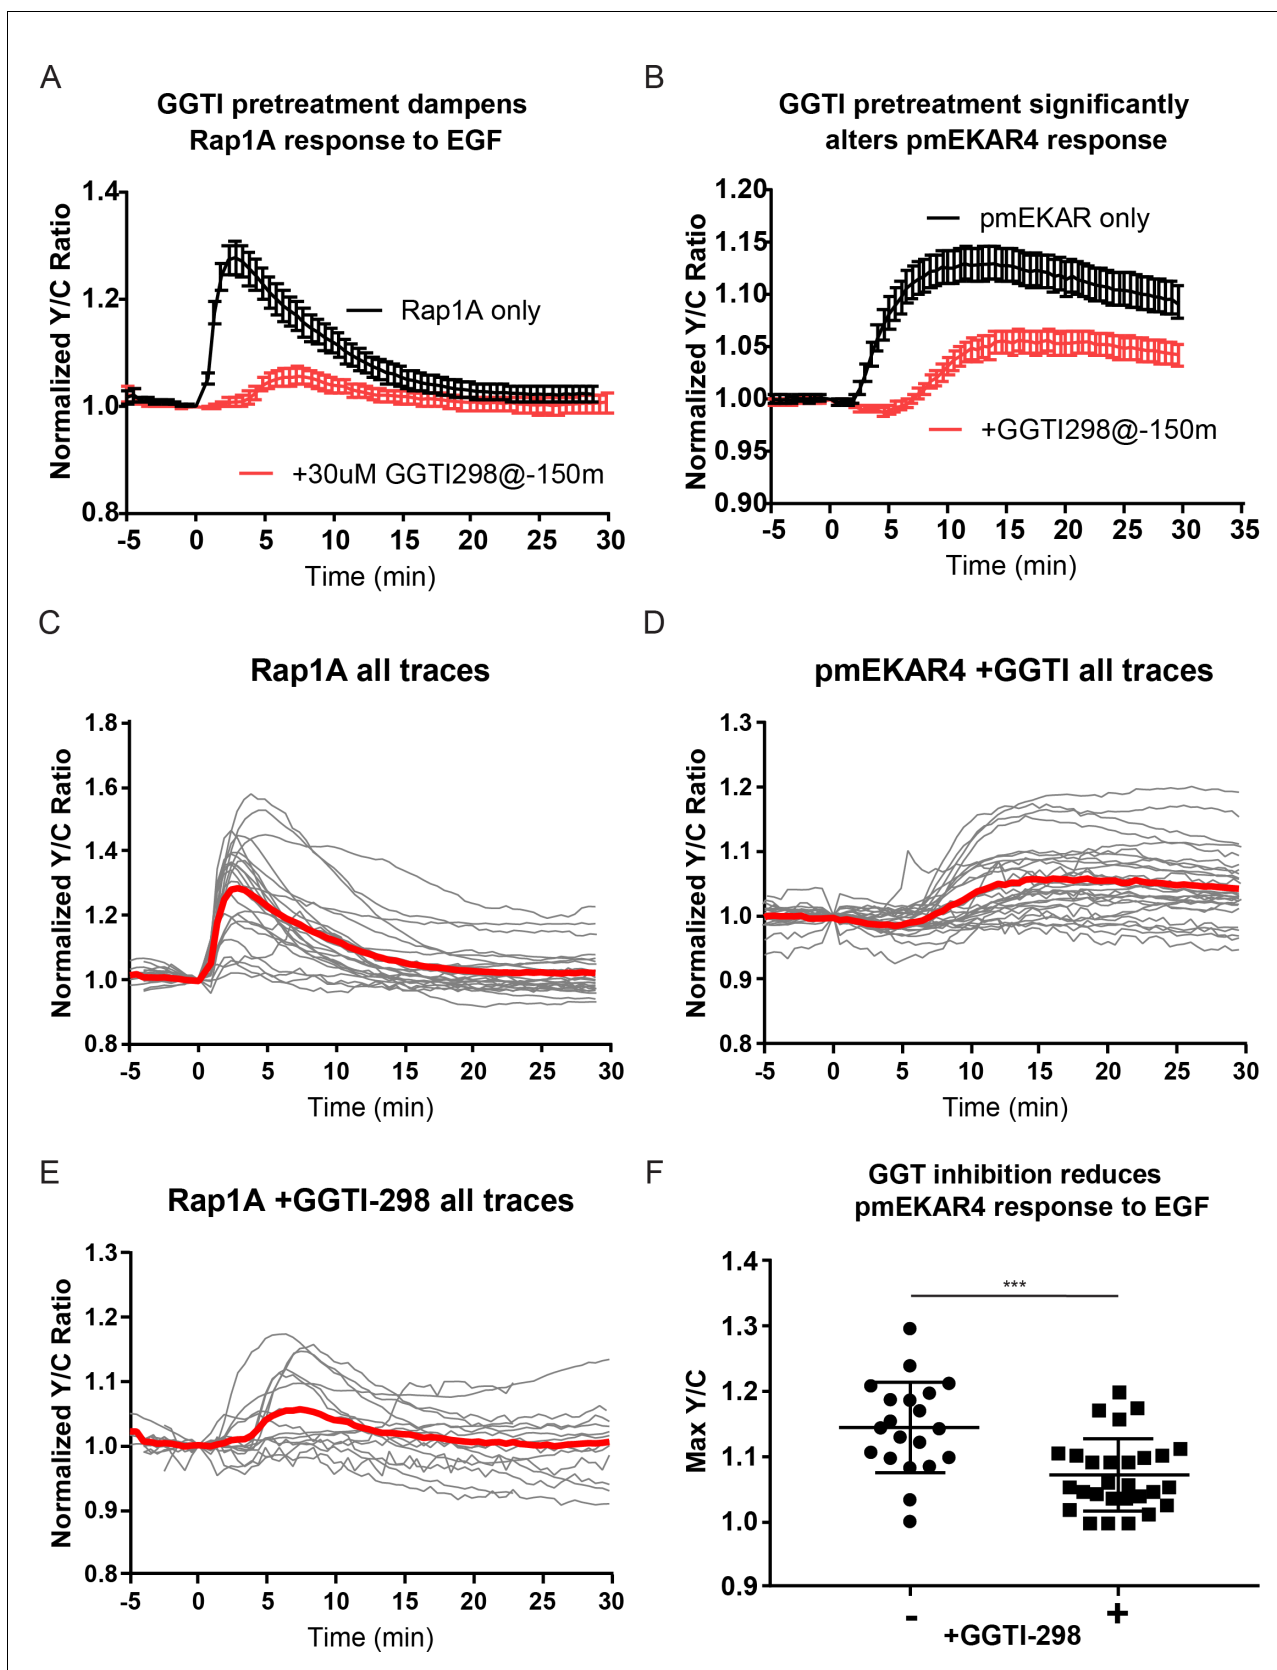 A
GGTI pretreatment dampens
Rap1A response to EGF
Normalized Y/C Ratio
1.4
1.2
1.0
0.8
Rap1A only
+30uM GGTI298@-150m
-5 0 5 10 15 20 25 30
Time (min)
B
GGTI pretreatment significantly
alters pmEKAR4 response
Normalized Y/C Ratio
1.20
1.15
1.10
1.05
1.00
0.95
0.90
pmEKAR only
+GGTI298@-150m
-5 0 5 10 15 20 25 30 35
Time (min)
C
Rap1A all traces
Normalized Y/C Ratio
1.8
1.6
1.4
1.2
1.0
0.8
-5 0 5 10 15 20 25 30
Time (min)
D
pmEKAR4 +GGTI all traces
Normalized Y/C Ratio
1.3
1.2
1.1
1.0
0.9
0.8
-5 0 5 10 15 20 25 30
Time (min)
E
Rap1A +GGTI-298 all traces
Normalized Y/C Ratio
1.3
1.2
1.1
1.0
0.9
0.8
-5 0 5 10 15 20 25 30
Time (min)
F
GGT inhibition reduces
pmEKAR4 response to EGF
Max Y/C
1.4
1.3
1.2
1.1
1.0
0.9
***
- +
+GGTI-298